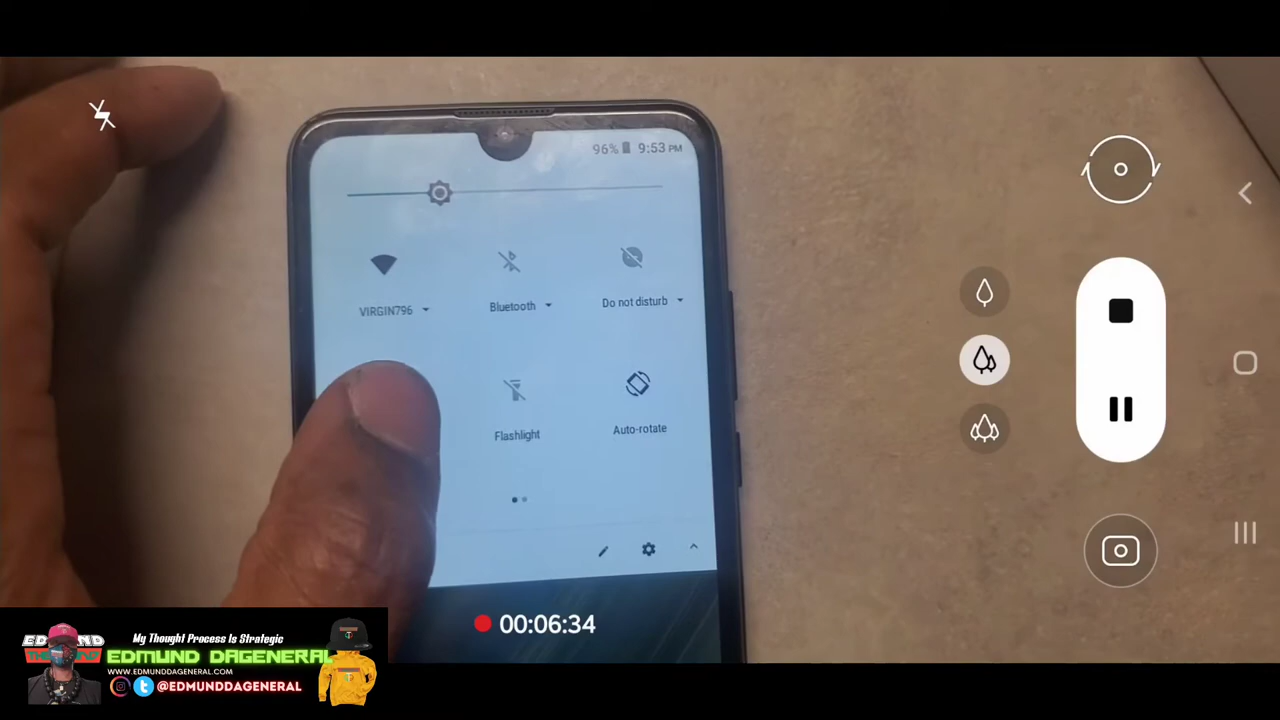 96% 9:53 PM
VIRGIN796 Bluetooth Do not disturb
Flashlight Auto-rotate
00:06:34
My Thought Process Is Strategic
EDMUND DAGENERAL
WWW.EDMUNDDAGENERAL.COM
@EDMUNDDAGENERAL